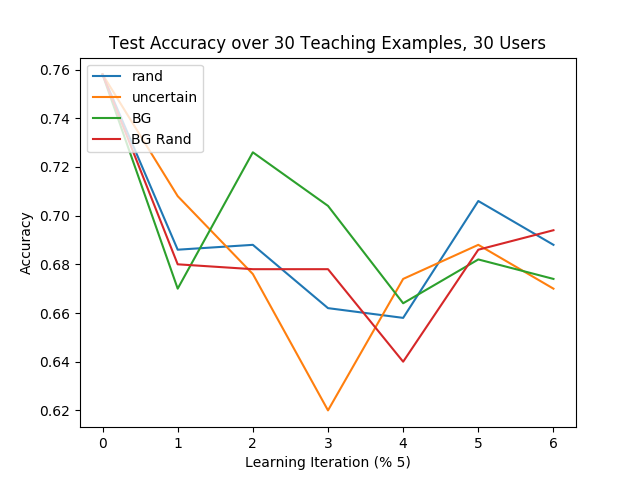 Test Accuracy over 30 Teaching Examples, 30 Users
rand
uncertain
BG
BG Rand
0.76
0.74
0.72
0.70
0.68
0.66
0.64
0.62
Accuracy
0 1 2 3 4 5 6
Learning Iteration (% 5)